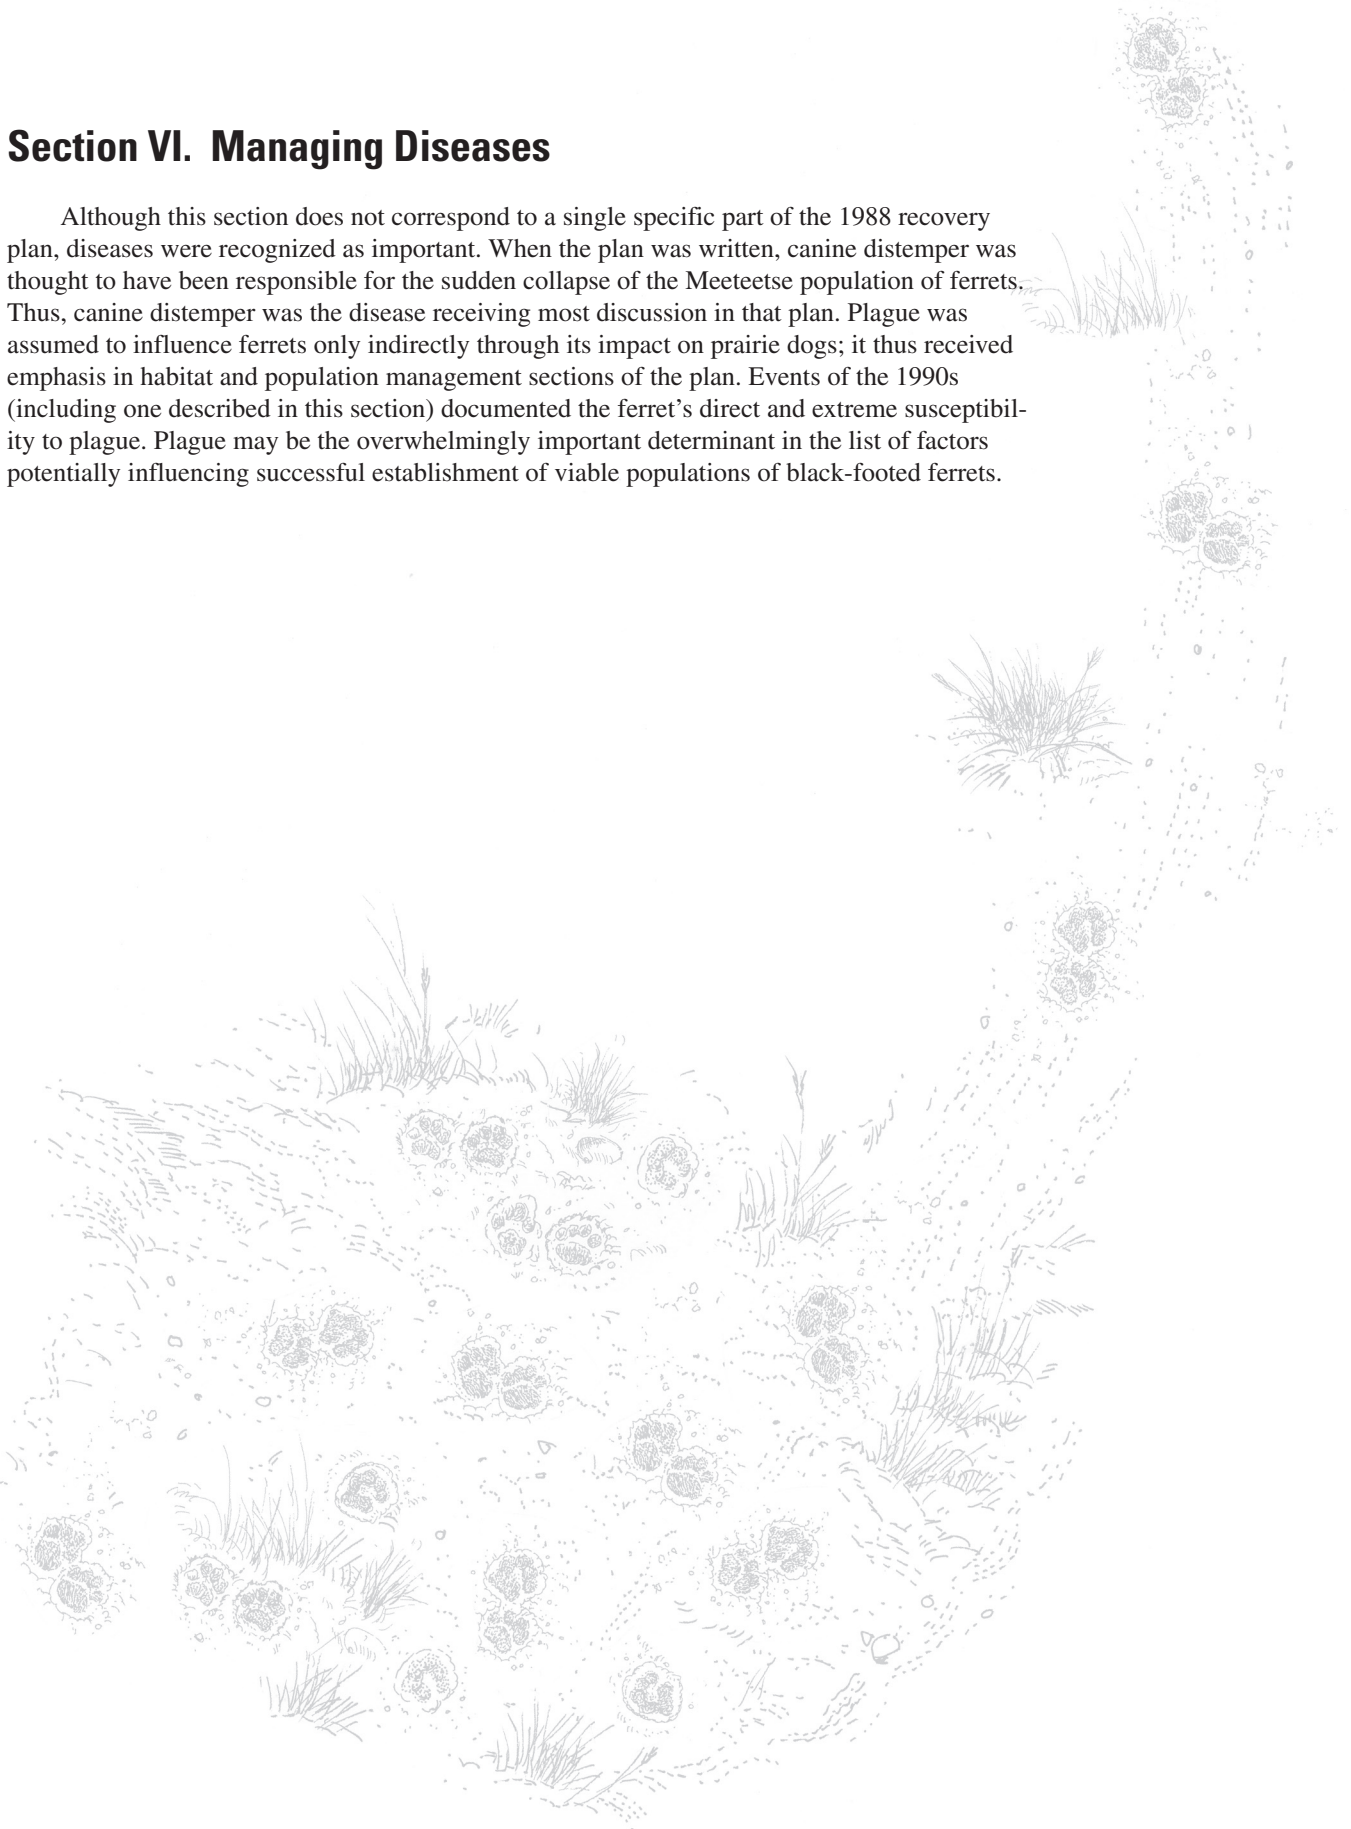 Section VI. Managing Diseases
Although this section does not correspond to a single specific part of the 1988 recovery
plan, diseases were recognized as important. When the plan was written, canine distemper was
thought to have been responsible for the sudden collapse of the Meeteetse population of ferrets.
Thus, canine distemper was the disease receiving most discussion in that plan. Plague was
assumed to influence ferrets only indirectly through its impact on prairie dogs; it thus received
emphasis in habitat and population management sections of the plan. Events of the 1990s
(including one described in this section) documented the ferret's direct and extreme susceptibil-
ity to plague. Plague may be the overwhelmingly important determinant in the list of factors
potentially influencing successful establishment of viable populations of black-footed ferrets.